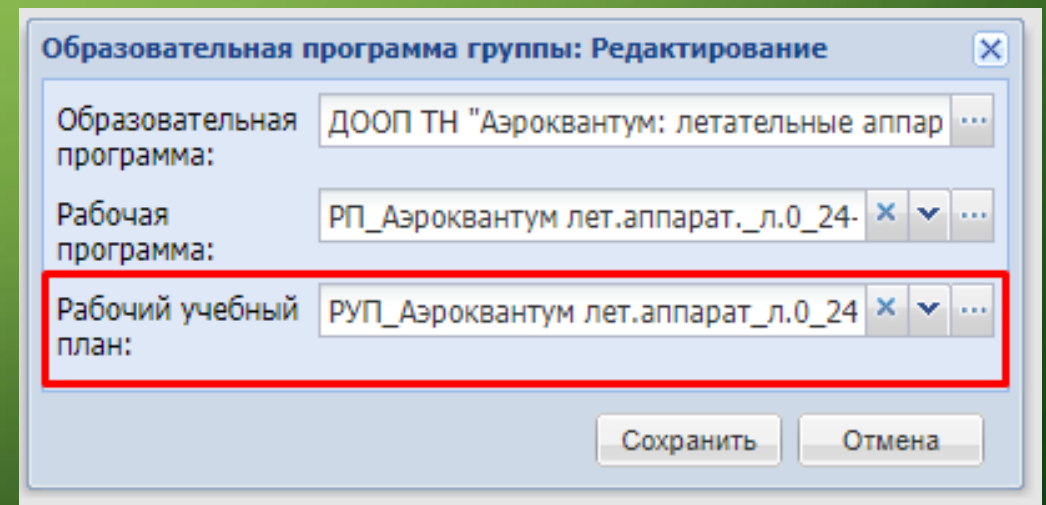 Образовательная программа группы: Редактирование
Образовательная
программа:
ДООП ТН "Аэроквантум: летательные аппар
Рабочая
программа:
РП_Аэроквантум лет.аппарат._л.0_24-
Рабочий учебный
план:
РУП_Аэроквантум лет.аппарат_л.0_24
Сохранить
Отмена